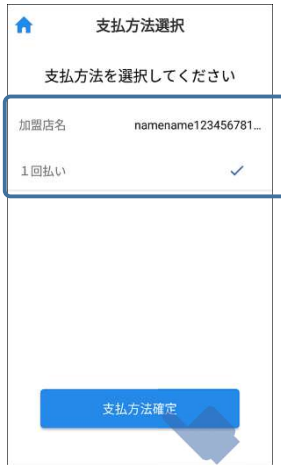 支払方法選択
支払方法を選択してください
加盟店名 namename123456781...
１回払い
支払方法確定